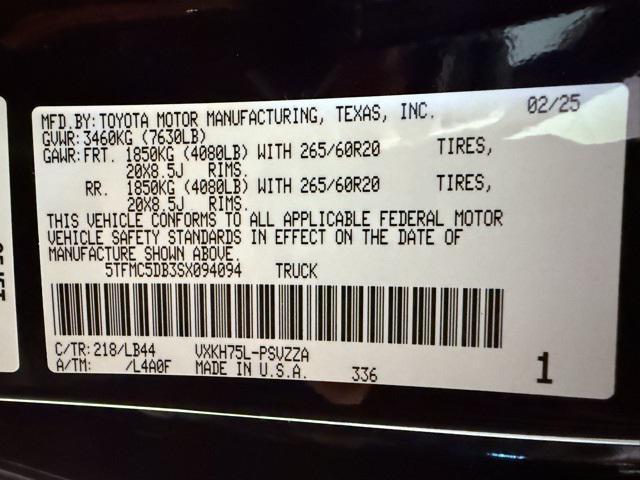 MFD.BY:TOYOTA MOTOR MANUFACTURING, TEXAS, INC. 02/25
GVWR:3460KG (7630LB)
GAWR:FRT. 1850KG (4080LB) WITH 265/60R20 TIRES,
20X8.5J RIMS.
RR. 1850KG (4080LB) WITH 265/60R20 TIRES,
20X8.5J RIMS.
THIS VEHICLE CONFORMS TO ALL APPLICABLE FEDERAL MOTOR
VEHICLE SAFETY STANDARDS IN EFFECT ON THE DATE OF
MANUFACTURE SHOWN ABOVE.
5TFMC5DB3SX094094 TRUCK
C/TR:218/LB44 VXKH75L-PSVZZA
A/TM: /L4A0F MADE IN U.S.A. 336 1